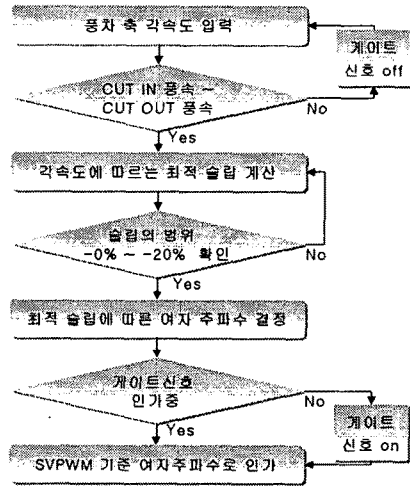 풍차 축 각속도 입력
게이트
신호 off
CUT IN 풍속 ~
CUT OUT 풍속
No
Yes
각속도에 따르는 최적 슬립 계산
슬립의 범위
-0% ~ -20% 확인
No
Yes
최적 슬립에 따른 여자 주파수 결정
게이트신호
인가중
No
Yes
게이트
신호 on
SVPWM 기준 여자주파수로 인가